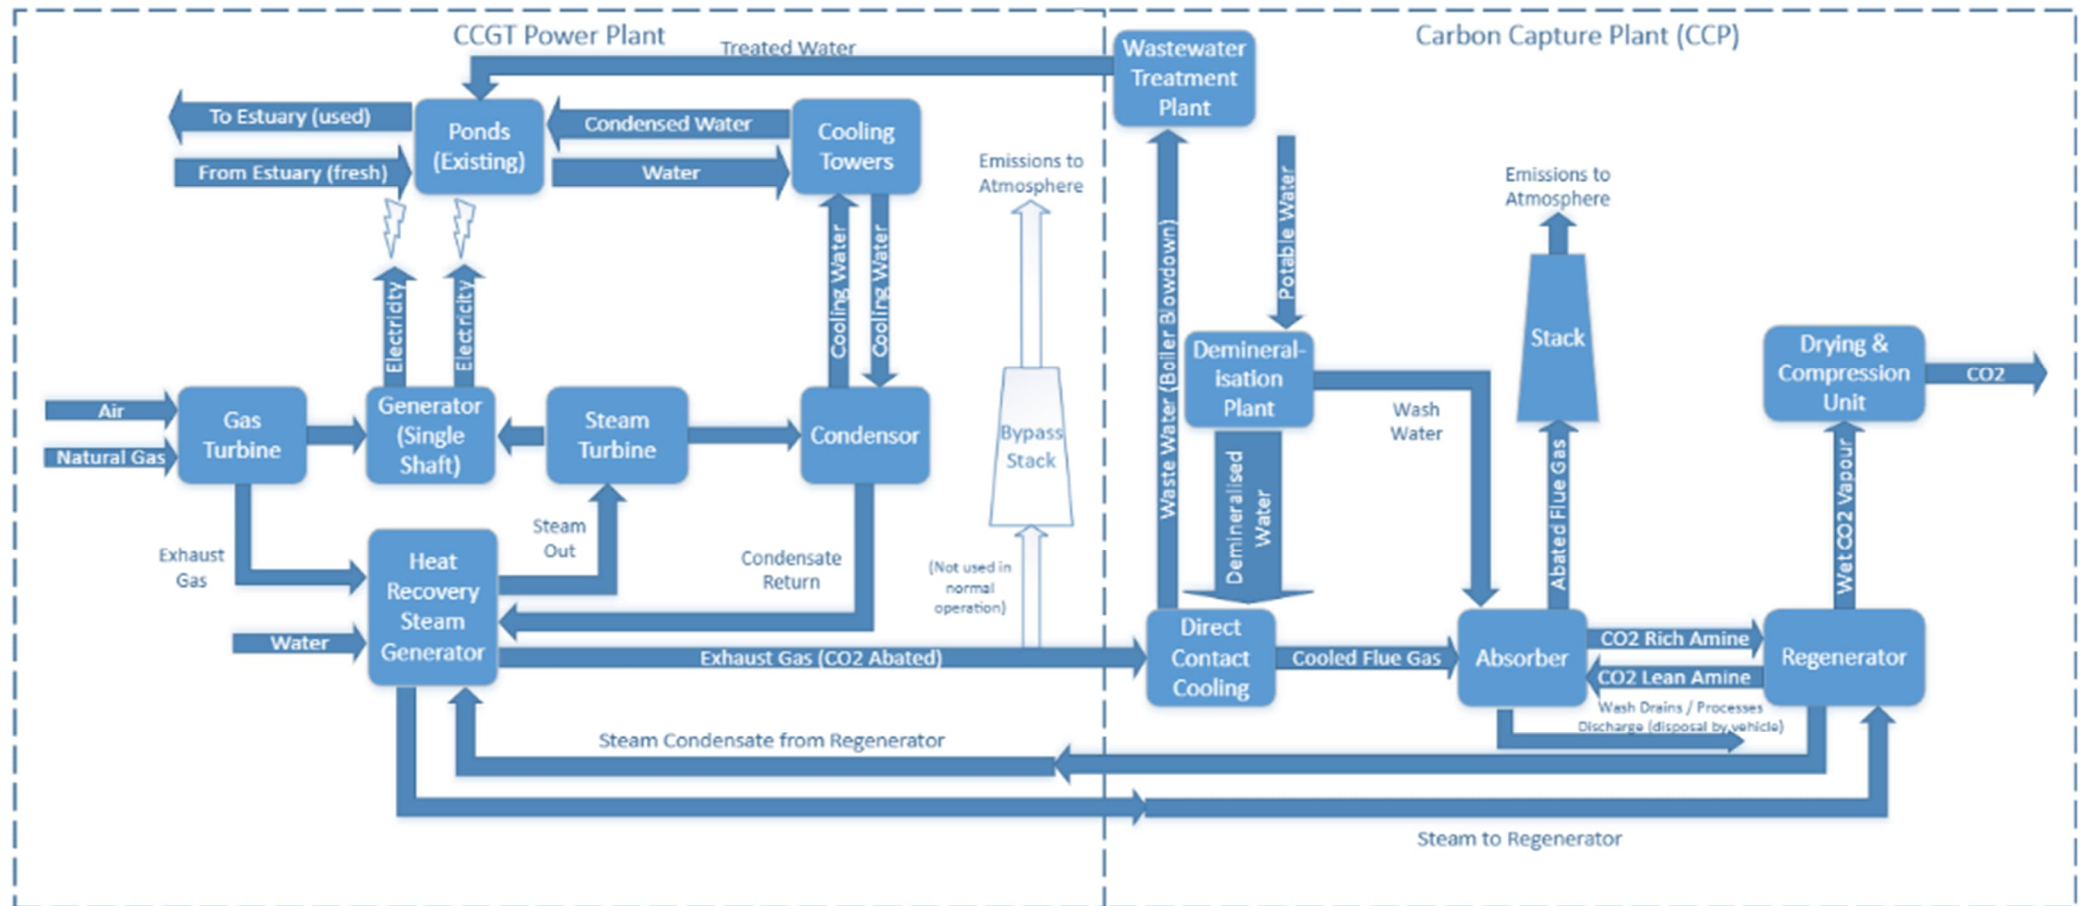 CCGT Power Plant
Carbon Capture Plant (CCP)
Treated Water
Wastewater
Treatment
Plant
To Estuary (used)
From Estuary (fresh)
Ponds
(Existing)
Condensed Water
Water
Cooling
Towers
Emissions to
Atmosphere
Emissions to
Atmosphere
Electricity
Electricity
Cooling Water
Cooling Water
Waste Water (Boiler Blowdown)
Potable Water
Air
Natural Gas
Gas
Turbine
Generator
(Single
Shaft)
Steam
Turbine
Condensor
Bypass
Stack
Demineral-
isation
Plant
Wash
Water
Stack
Drying &
Compression
Unit
CO2
Exhaust
Gas
Heat
Recovery
Steam
Generator
Steam
Out
Condensate
Return
(Not used in
normal
operation)
Demineralised
Water
Abated Flue Gas
Wet CO2 Vapour
Water
Exhaust Gas (CO2 Abated)
Direct
Contact
Cooling
Cooled Flue Gas
Absorber
CO2 Rich Amine
CO2 Lean Amine
Regenerator
Wash Drains / Processes
Discharge (disposal by vehicle)
Steam Condensate from Regenerator
Steam to Regenerator